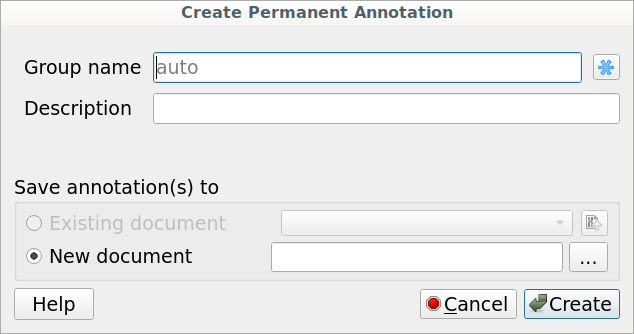 Create Permanent Annotation
Group name auto
Description
Save annotation(s) to
Existing document
New document ...
Help Cancel Create